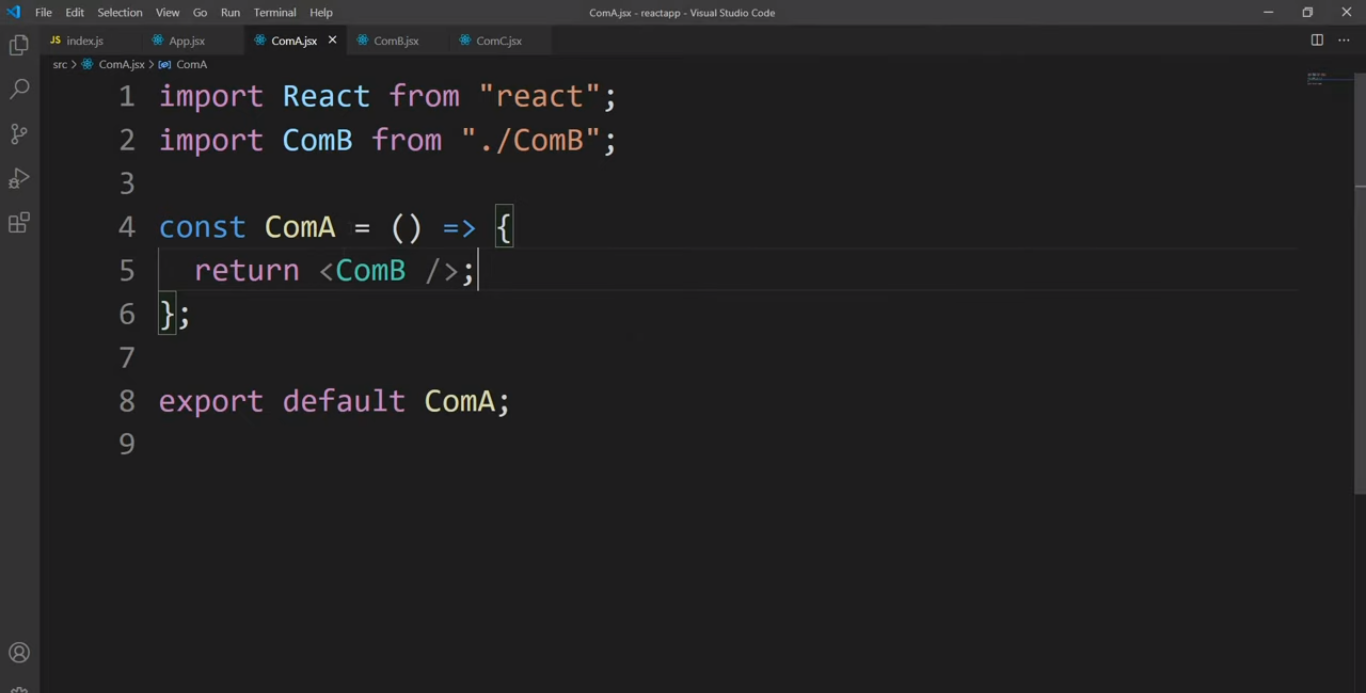 File Edit Selection View Go Run Terminal Help ComA.jsx - reactapp - Visual Studio Code
JS index.js App.jsx ComA.jsx ComB.jsx ComC.jsx
src > ComA.jsx > ComA
1 import React from "react";
2 import ComB from "./ComB";
3
4 const ComA = () => {
5 return <ComB />;
6 };
7
8 export default ComA;
9